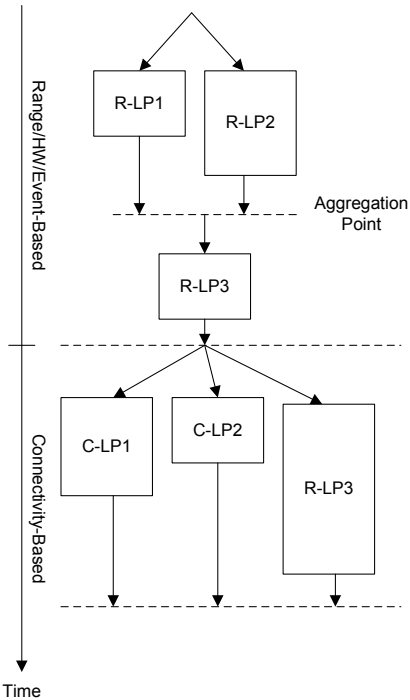 Range/HW/Event-Based
R-LP1
R-LP2
Aggregation
Point
R-LP3
Connectivity-Based
C-LP1
C-LP2
R-LP3
Time